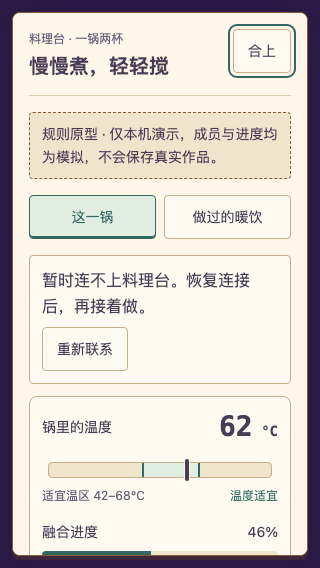 料理台 · 一锅两杯
慢慢煮，轻轻搅
合上
规则原型 · 仅本机演示，成员与进度均
为模拟，不会保存真实作品。
这一锅
做过的暖饮
暂时连不上料理台。恢复连接
后，再接着做。
重新联系
锅里的温度
62 °C
适宜温区 42–68°C
温度适宜
融合进度
46%